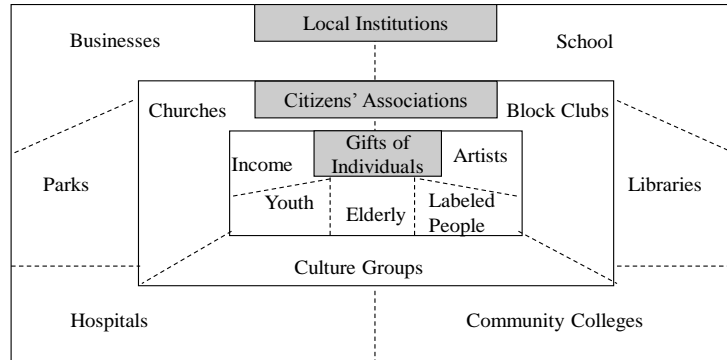 Local Institutions
Businesses
School
Citizens’ Associations
Churches
Block Clubs
Gifts of
Individuals
Income
Artists
Parks
Libraries
Youth
Elderly
Labeled
People
Culture Groups
Hospitals
Community Colleges